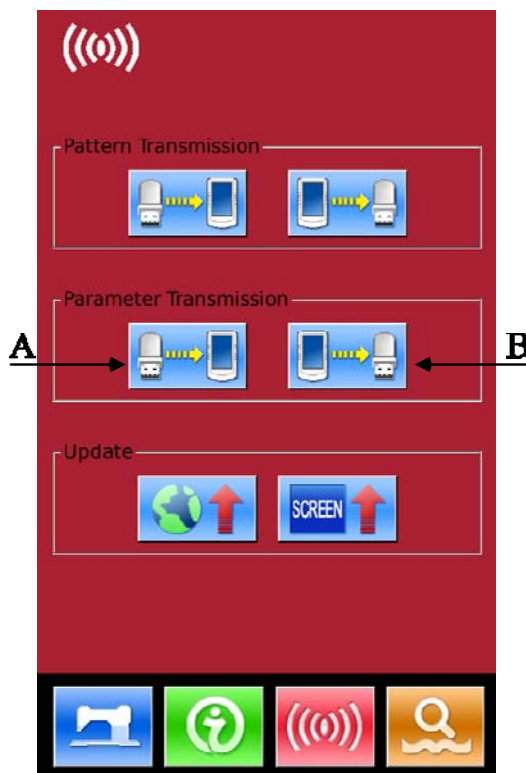 Pattern Transmission
Parameter Transmission
A
B
Update
SCREEN